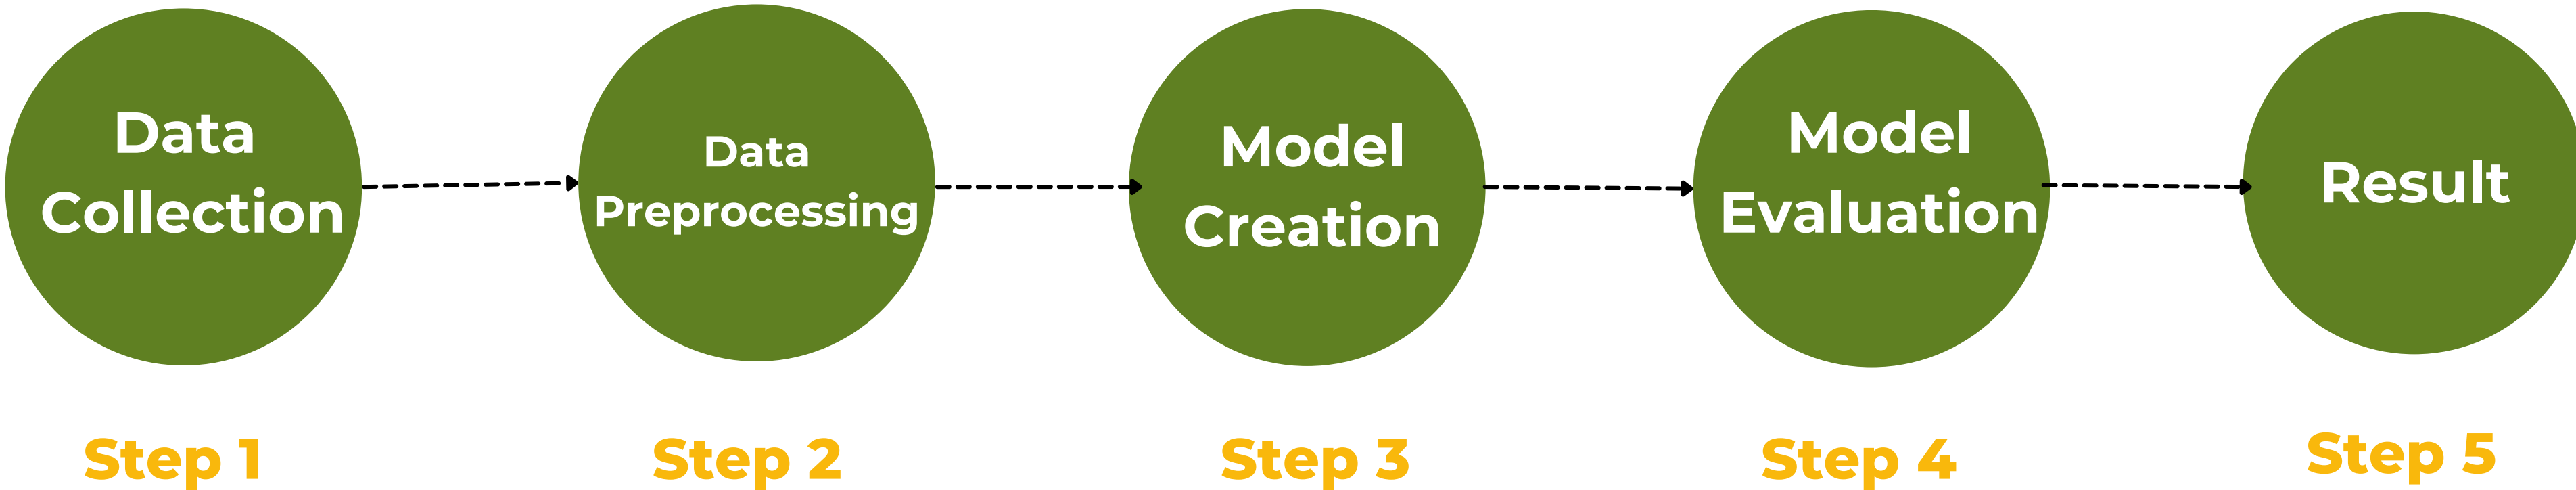 Data
Collection
Data
Preprocessing
Model
Creation
Model
Evaluation
Result
Step 1
Step 2
Step 3
Step 4
Step 5